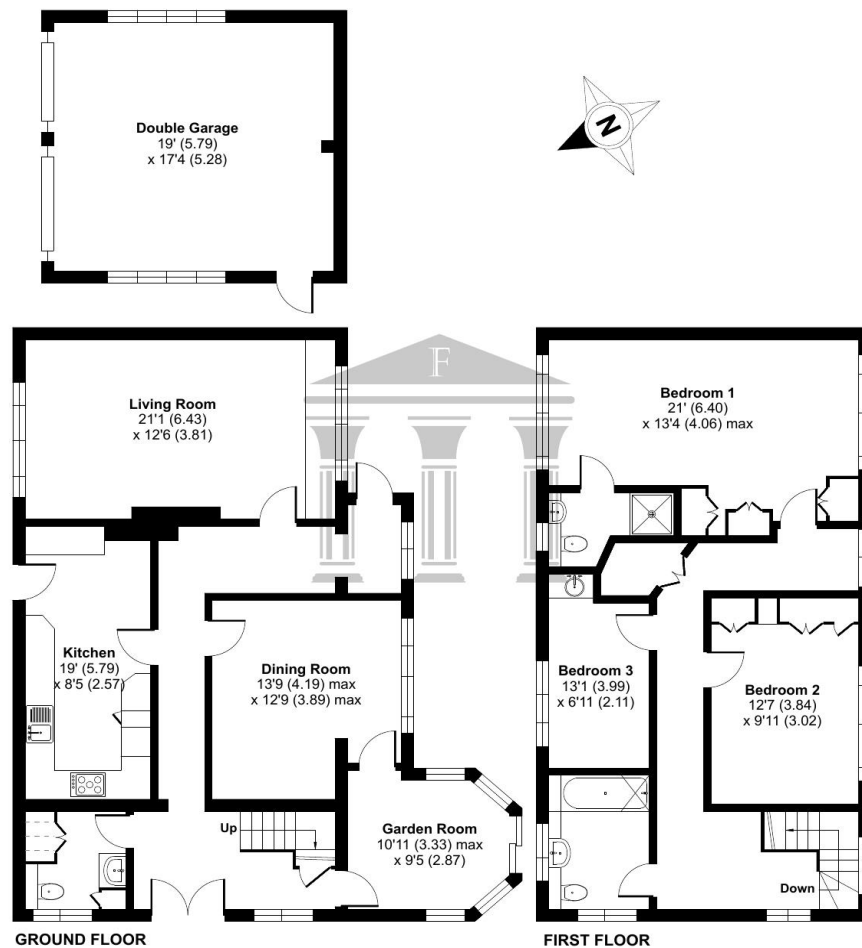 Double Garage
19' (5.79)
x 17'4 (5.28)
N
F
Living Room
21'1 (6.43)
x 12'6 (3.81)
Bedroom 1
21' (6.40)
x 13'4 (4.06) max
Kitchen
19' (5.79)
x 8'5 (2.57)
Dining Room
13'9 (4.19) max
x 12'9 (3.89) max
Bedroom 3
13'1 (3.99)
x 6'11 (2.11)
Bedroom 2
12'7 (3.84)
x 9'11 (3.02)
Up
Garden Room
10'11 (3.33) max
x 9'5 (2.87)
Down
GROUND FLOOR
FIRST FLOOR